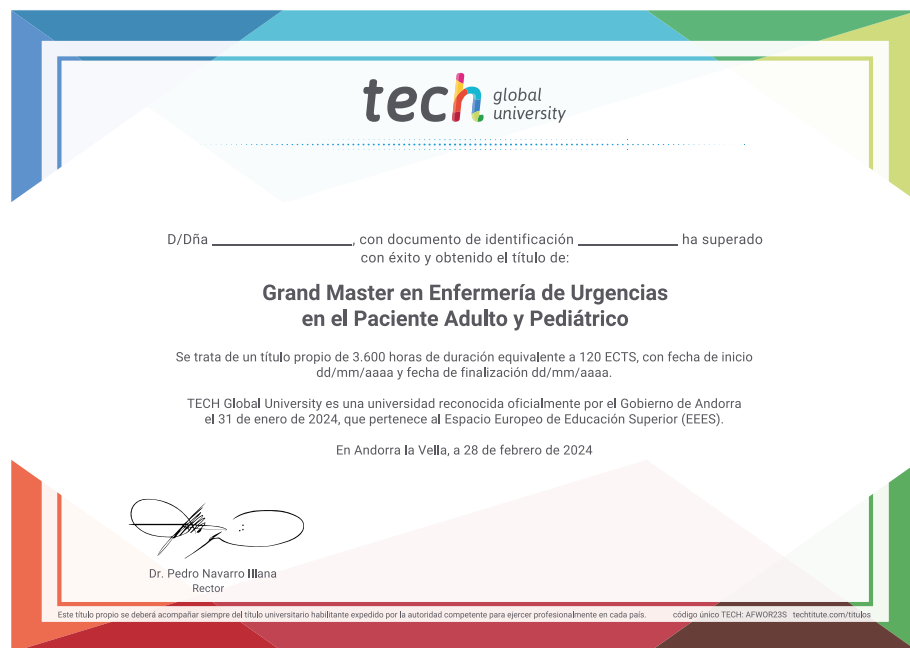 tech global university
D/Dña ____________, con documento de identificación ____________ ha superado
con éxito y obtenido el título de:
Grand Master en Enfermería de Urgencias
en el Paciente Adulto y Pediátrico
Se trata de un título propio de 3.600 horas de duración equivalente a 120 ECTS, con fecha de inicio
dd/mm/aaaa y fecha de finalización dd/mm/aaaa.
TECH Global University es una universidad reconocida oficialmente por el Gobierno de Andorra
el 31 de enero de 2024, que pertenece al Espacio Europeo de Educación Superior (EEES).
En Andorra la Vella, a 28 de febrero de 2024
Dr. Pedro Navarro Illana
Rector
Este título propio se deberá acompañar siempre del título universitario habilitante expedido por la autoridad competente para ejercer profesionalmente en cada país. código único TECH: AFWOR23S techtitute.com/titulos